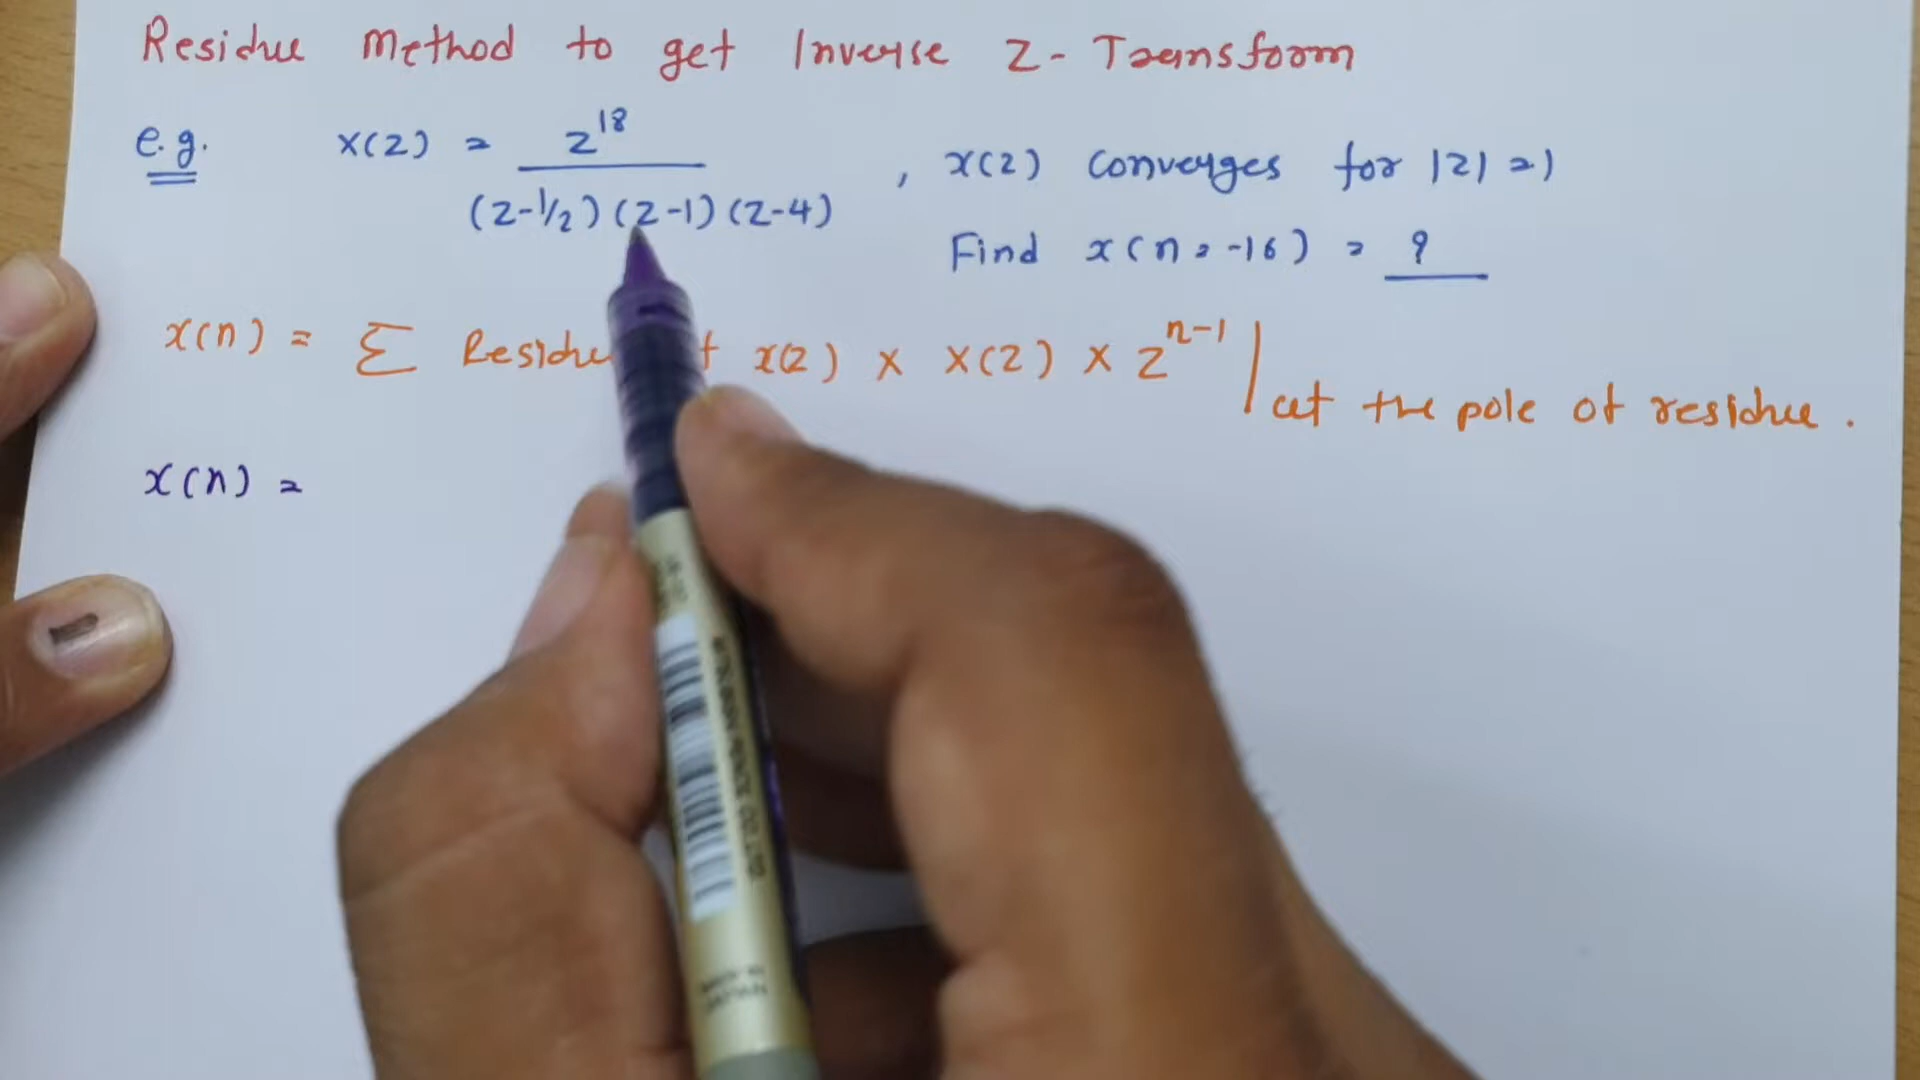 Residue Method to get Inverse Z-Transform
e.g. X(z) = z^18 / (z-1/2)(z-1)(z-4) , X(z) converges for |z|=1
Find x(n=-16) = ?
x(n) = Σ Residue x(z) × X(z) × z^n-1 | at the pole of residue.
x(n) =